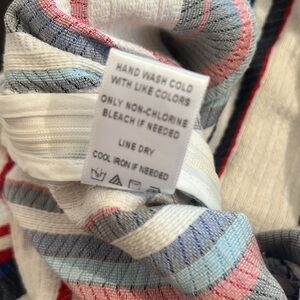 HAND WASH COLD
WITH LIKE COLORS
ONLY NON-CHLORINE
BLEACH IF NEEDED
LINE DRY
COOL IRON IF NEEDED